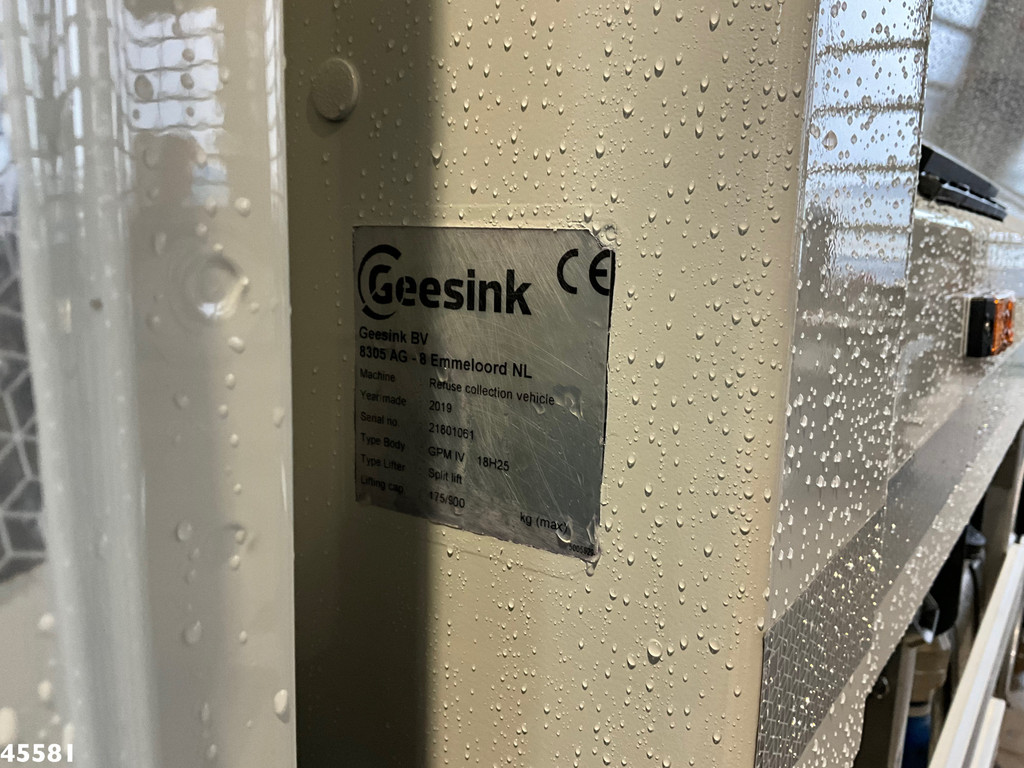 Geesink CE
Geesink BV
8305 AG - 8 Emmeloord NL
Machine Refuse collection vehicle
Year made 2019
Serial no. 21801061
Type Body GPM IV 18H25
Type Lifter Split lift
Lifting cap. 175/900 kg (max)
45581